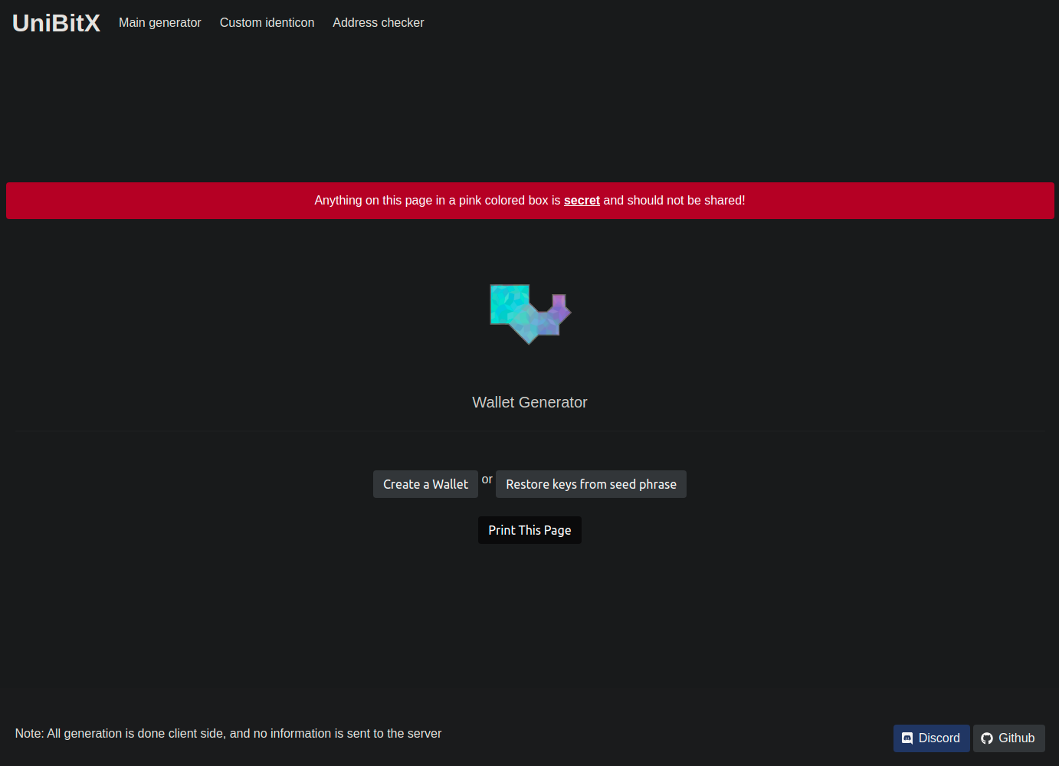 UniBitX Main generator Custom identicon Address checker
Anything on this page in a pink colored box is secret and should not be shared!
Wallet Generator
Create a Wallet or Restore keys from seed phrase
Print This Page
Note: All generation is done client side, and no information is sent to the server
Discord Github